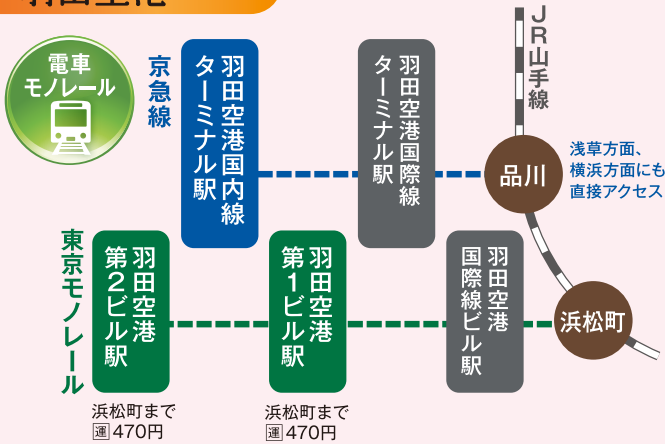 羽田空港
電車
モノレール
京急線
羽田空港国内線
ターミナル駅
羽田空港国際線
ターミナル駅
JR山手線
品川
浅草方面、
横浜方面にも
直接アクセス
東京モノレール
羽田空港
第2ビル駅
羽田空港
第1ビル駅
羽田空港
国際線ビル駅
浜松町
浜松町まで
運470円
浜松町まで
運470円